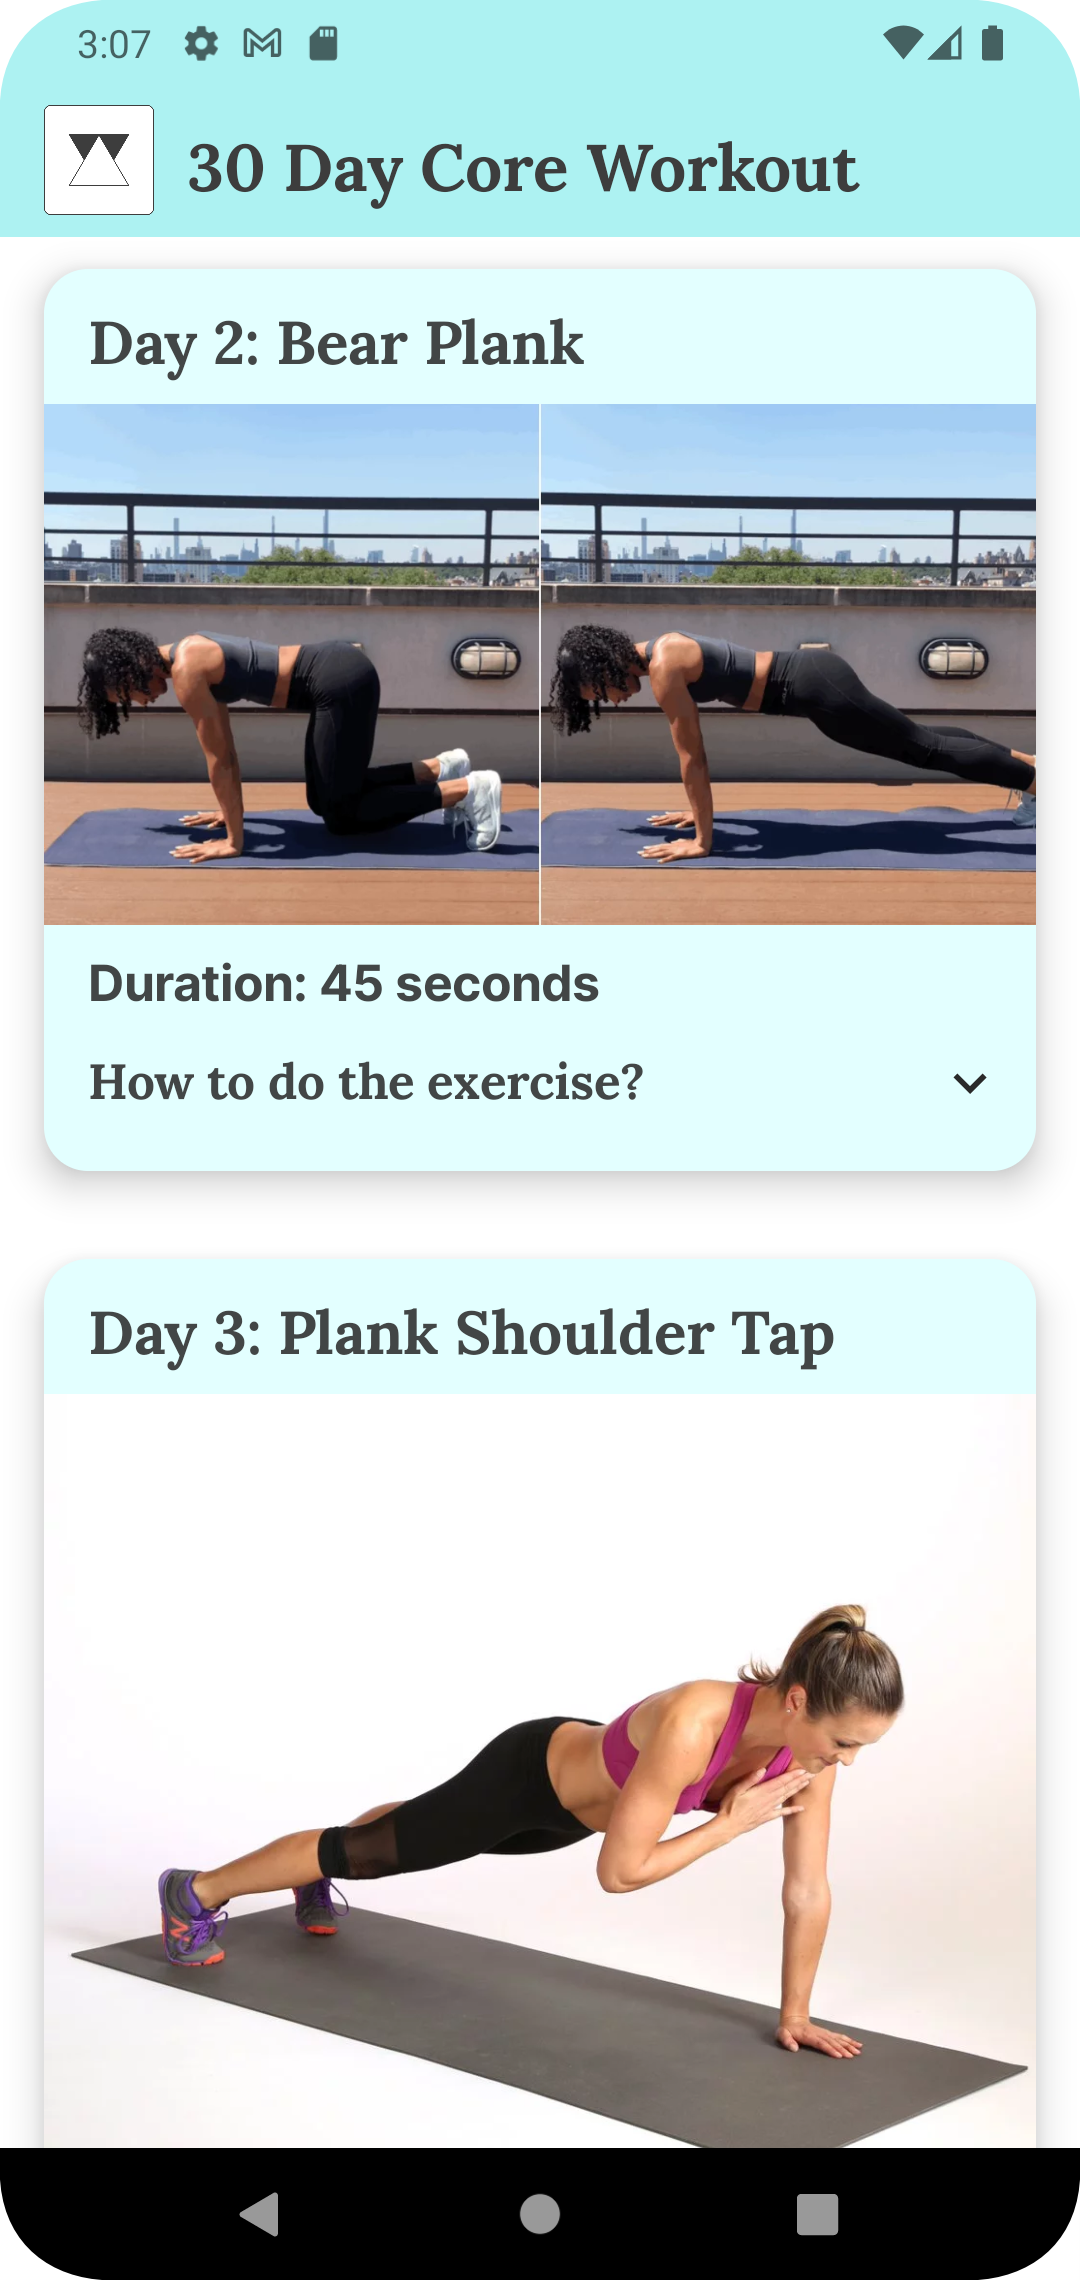 3:07
30 Day Core Workout
Day 2: Bear Plank
Duration: 45 seconds
How to do the exercise?
Day 3: Plank Shoulder Tap